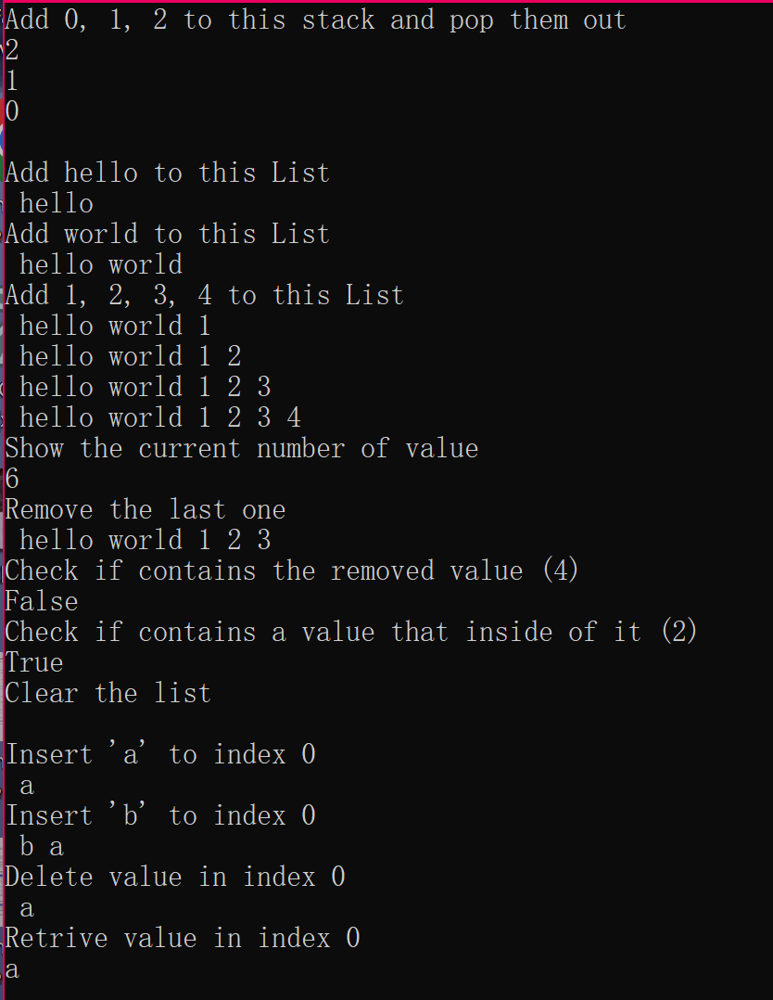 Add 0, 1, 2 to this stack and pop them out
2
1
0
Add hello to this List
hello
Add world to this List
hello world
Add 1, 2, 3, 4 to this List
hello world 1
hello world 1 2
hello world 1 2 3
hello world 1 2 3 4
Show the current number of value
6
Remove the last one
hello world 1 2 3
Check if contains the removed value (4)
False
Check if contains a value that inside of it (2)
True
Clear the list
Insert 'a' to index 0
a
Insert 'b' to index 0
b a
Delete value in index 0
a
Retrive value in index 0
a